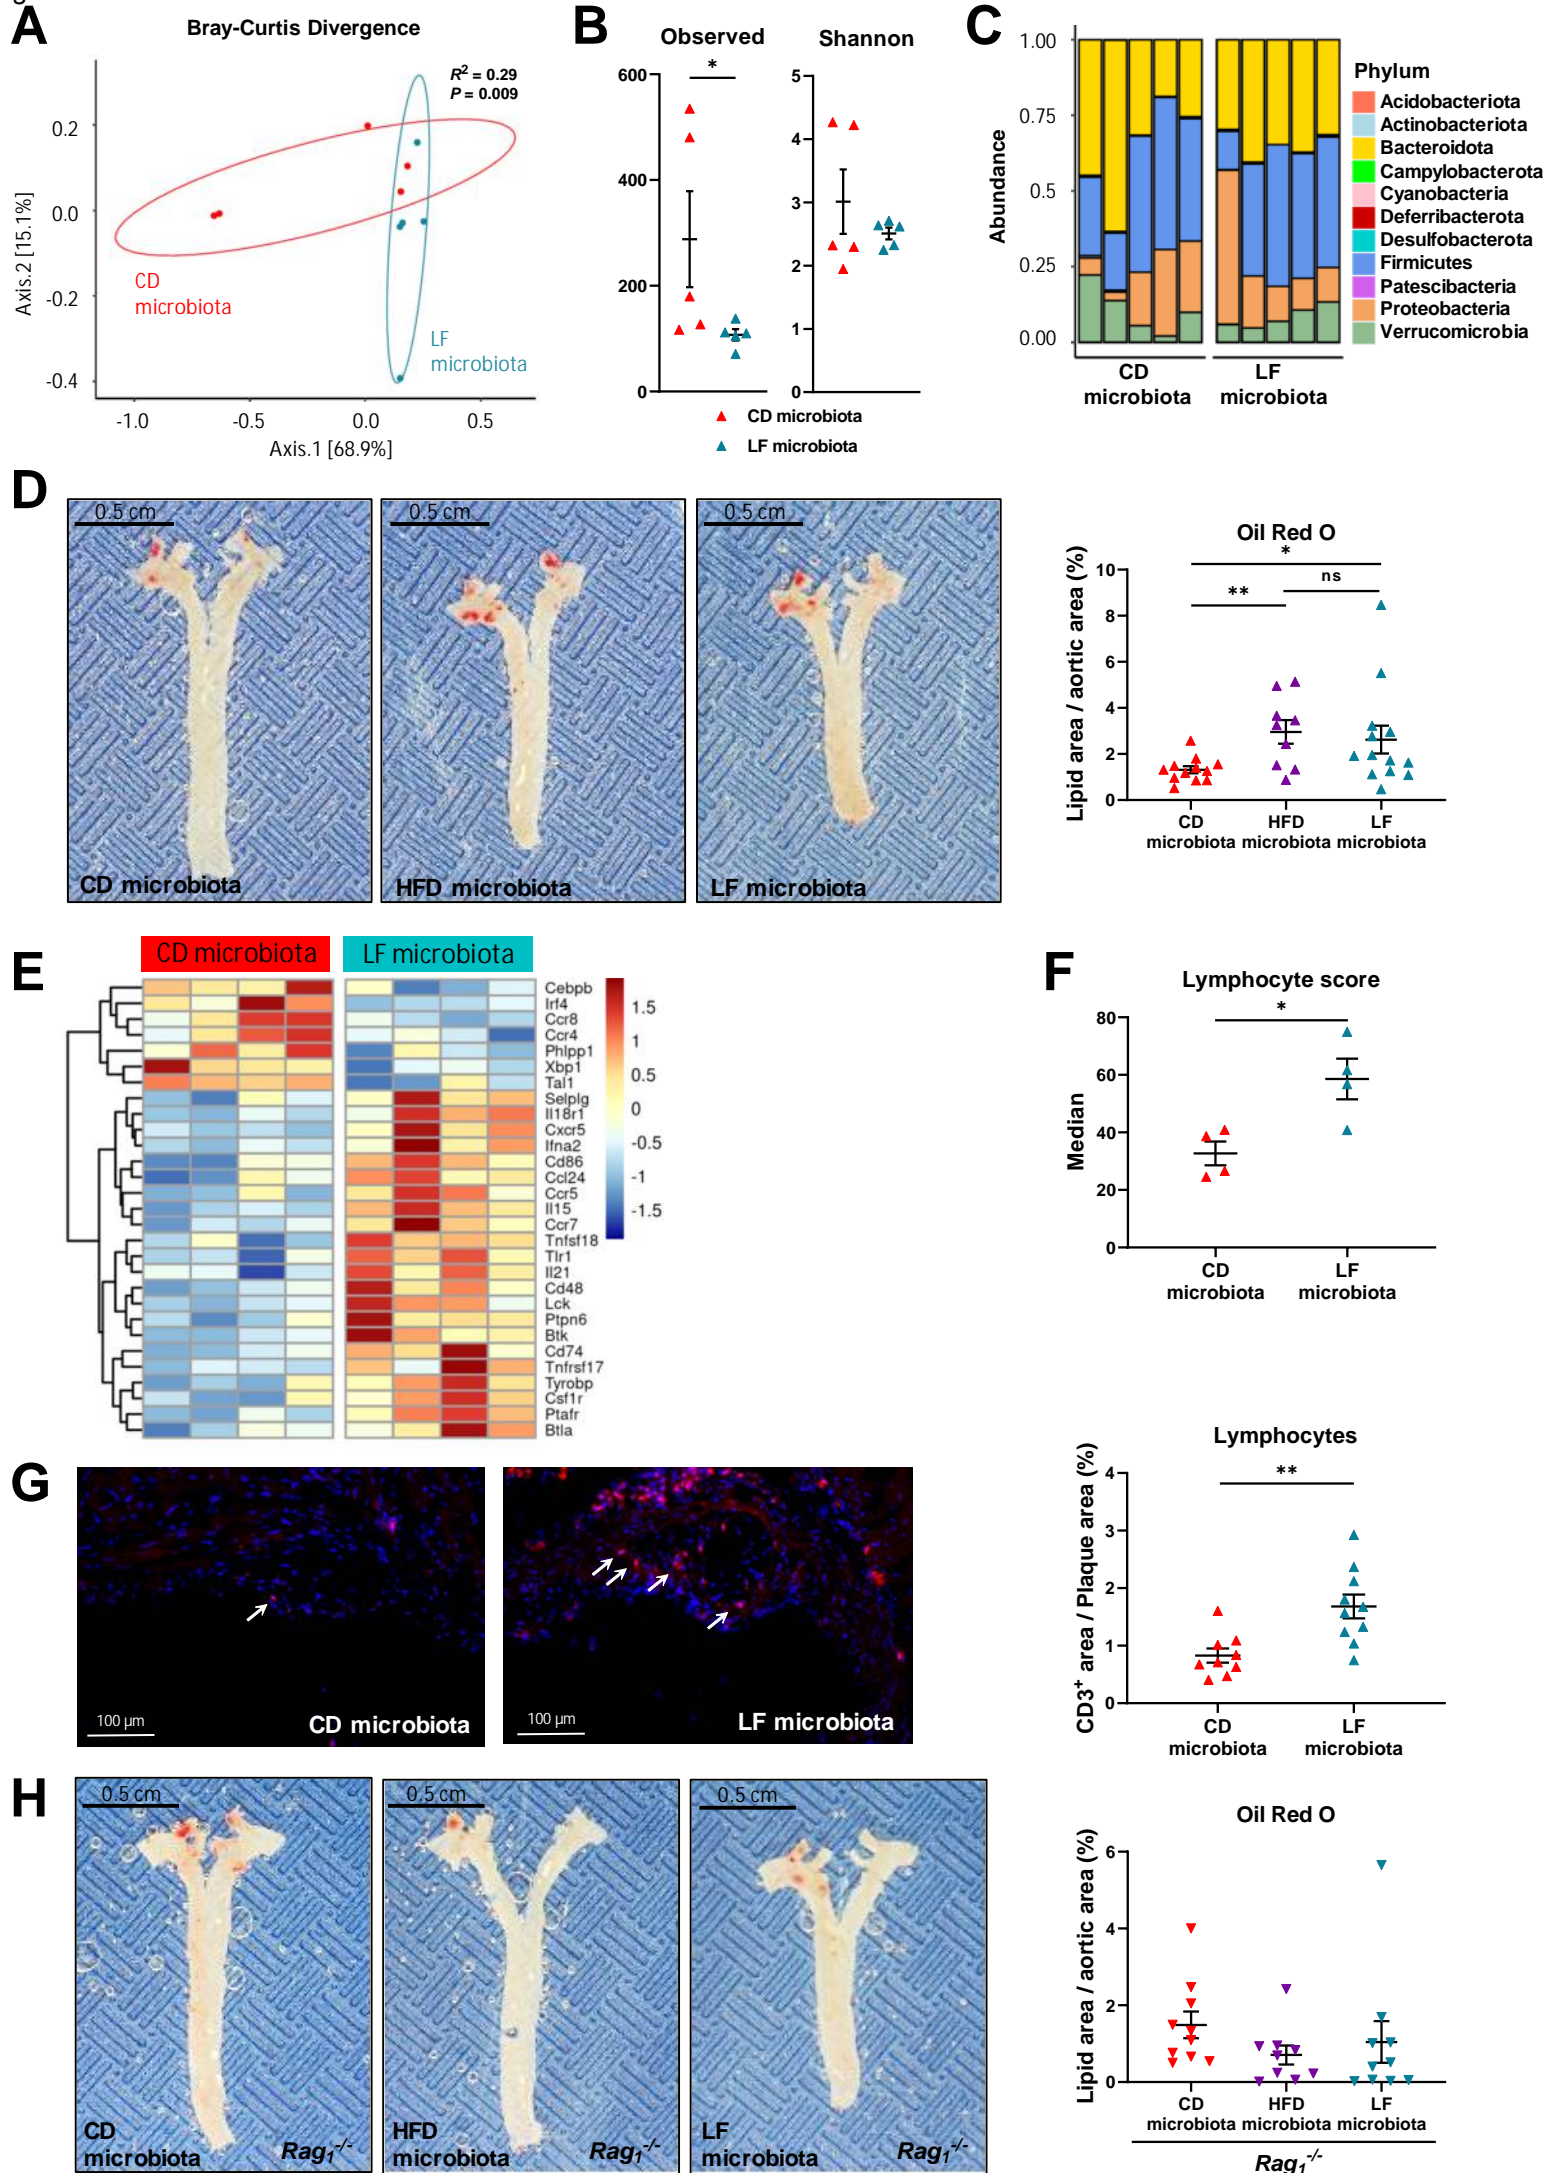 A
Bray-Curtis Divergence
R² = 0.29
P = 0.009
Axis.2 [15.1%]
0.2
0.0
-0.2
-0.4
CD
microbiota
LF
microbiota
-1.0 -0.5 0.0 0.5
Axis.1 [68.9%]
B
Observed
*
600
400
200
0
Shannon
5
4
3
2
1
0
CD microbiota
LF microbiota
C
Abundance
1.00
0.75
0.5
0.25
0.00
CD
microbiota
LF
microbiota
Phylum
Acidobacteriota
Actinobacteriota
Bacteroidota
Campylobacterota
Cyanobacteria
Deferribacterota
Desulfobacterota
Firmicutes
Patescibacteria
Proteobacteria
Verrucomicrobia
D
0.5 cm
CD microbiota
0.5 cm
HFD microbiota
0.5 cm
LF microbiota
Oil Red O
*
** ns
Lipid area / aortic area (%)
10
8
6
4
2
0
CD HFD LF
microbiota microbiota microbiota
E
CD microbiota LF microbiota
Cebpb
Irf4
Ccr8
Ccr4
Phlpp1
Xbp1
Tal1
Selplg
Il18r1
Cxcr5
Ifna2
Cd86
Ccl24
Ccr5
Il15
Ccr7
Tnfsf18
Tlr1
Il21
Cd48
Lck
Ptpn6
Btk
Cd74
Tnfrsf17
Tyrobp
Csf1r
Ptafr
Btla
1.5
1
0.5
0
-0.5
-1
-1.5
F
Lymphocyte score
*
Median
80
60
40
20
0
CD LF
microbiota microbiota
G
100 µm
CD microbiota
100 µm
LF microbiota
Lymphocytes
**
CD3⁺ area / Plaque area (%)
4
3
2
1
0
CD LF
microbiota microbiota
H
0.5 cm
CD
microbiota
Rag₁⁻/⁻
0.5 cm
HFD
microbiota
Rag₁⁻/⁻
0.5 cm
LF
microbiota
Rag₁⁻/⁻
Oil Red O
Lipid area / aortic area (%)
6
4
2
0
CD HFD LF
microbiota microbiota microbiota
Rag₁⁻/⁻